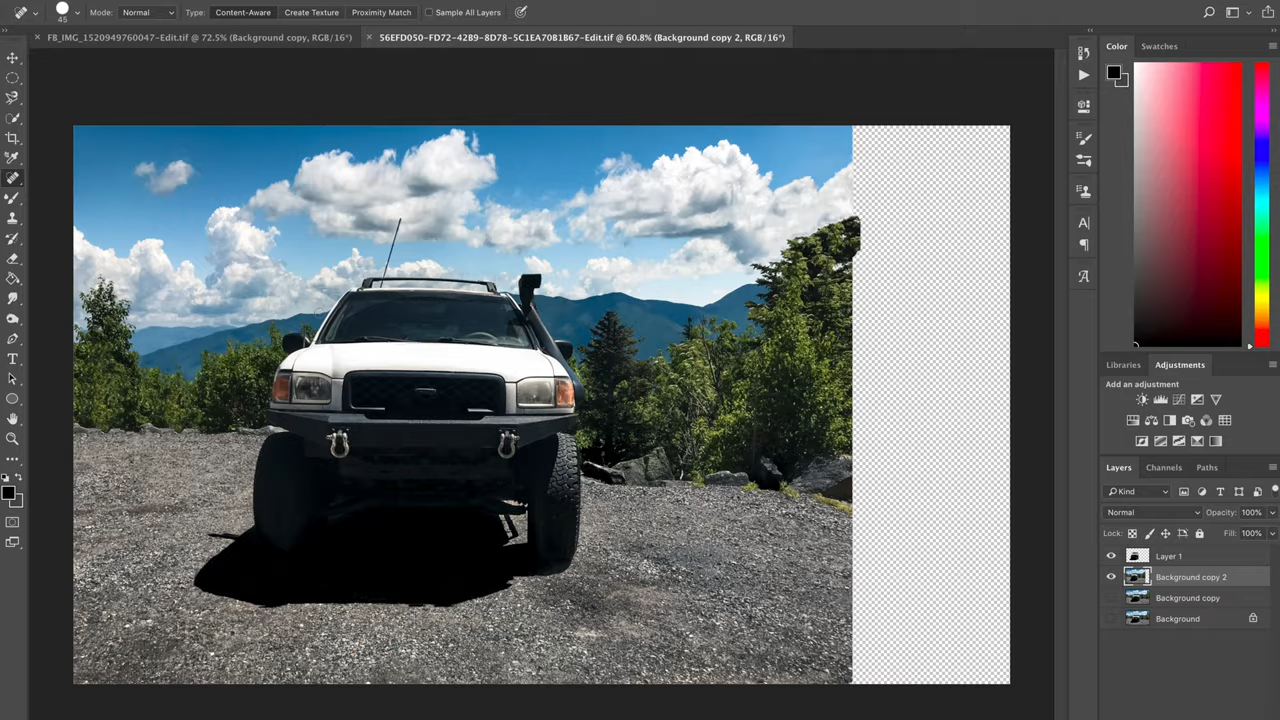 45
Mode: Normal
Type: Content-Aware Create Texture Proximity Match Sample All Layers
FB_IMG_1520949760047-Edit.tif @ 72.5% (Background copy, RGB/16*)
56EFD050-FD72-42B9-8D78-5C1EA70B1B67-Edit.tif @ 60.8% (Background copy 2, RGB/16*)
Color Swatches
Libraries Adjustments
Add an adjustment
Layers Channels Paths
Kind
Normal Opacity: 100%
Lock: Fill: 100%
Layer 1
Background copy 2
Background copy
Background